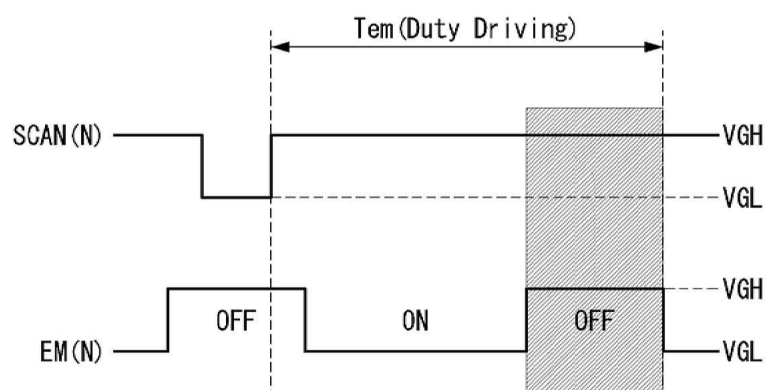 Tem(Duty Driving)
SCAN(N)
VGH
VGL
VGH
OFF
ON
OFF
EM(N)
VGL